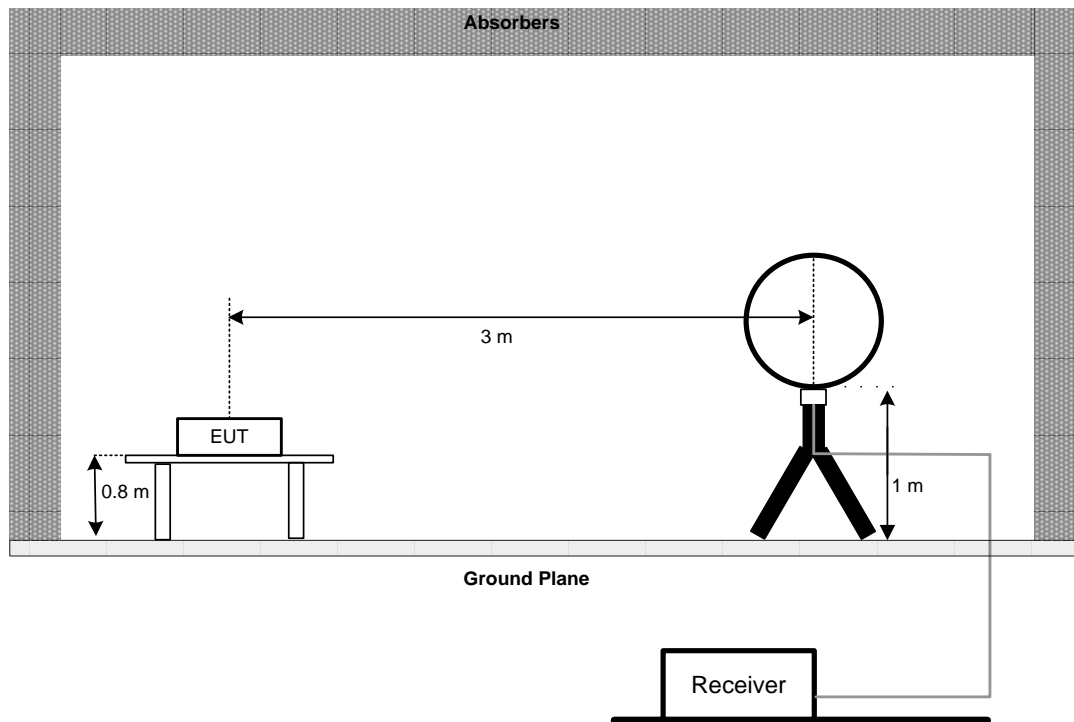 Absorbers
3 m
EUT
0.8 m
1 m
Ground Plane
Receiver